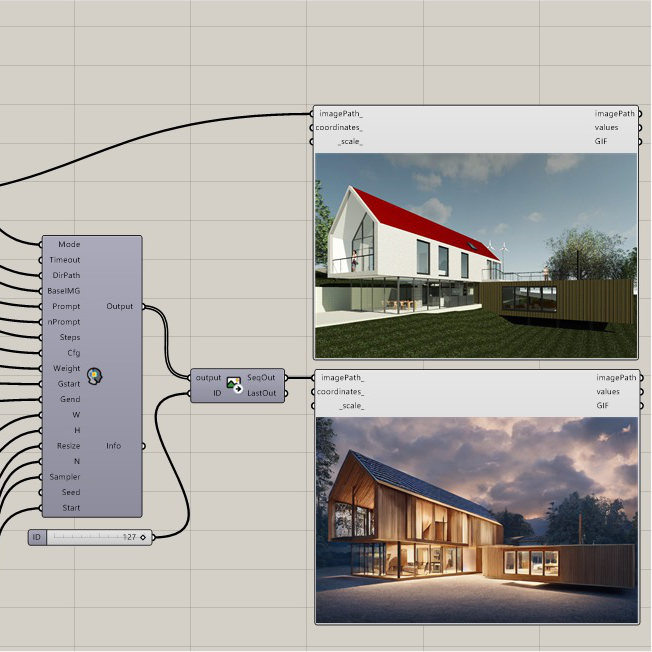 imagePath_ imagePath
coordinates_ values
_scale_ GIF
Mode
Timeout
DirPath
BaseIMG
Prompt Output
nPrompt
Steps
Cfg
Weight
Gstart
Gend
W
H
Resize Info
N
Sampler
Seed
Start
output SeqOut
ID LastOut
ID 127
imagePath_ imagePath
coordinates_ values
_scale_ GIF